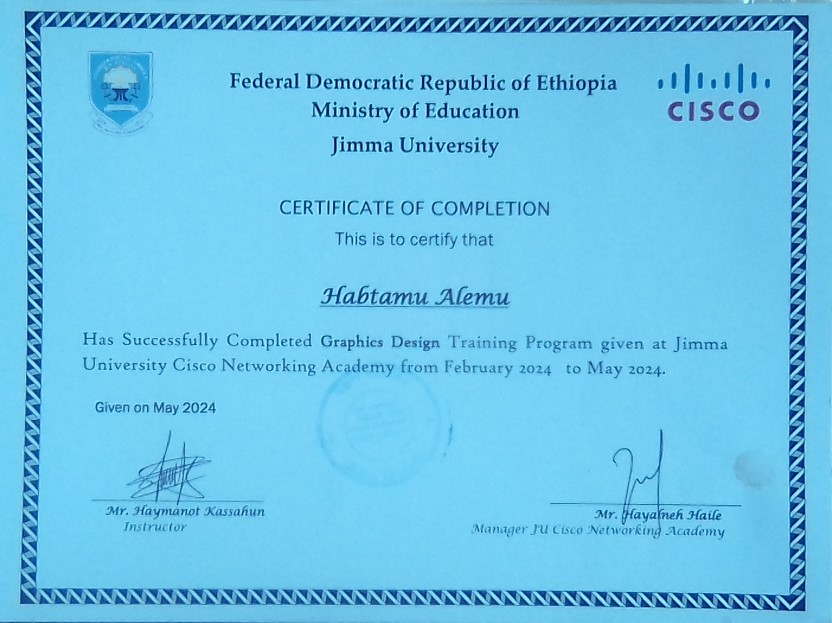 Federal Democratic Republic of Ethiopia
CISCO
Ministry of Education
Jimma University
CERTIFICATE OF COMPLETION
This is to certify that
Habtamu Alemu
Has Successfully Completed Graphics Design Training Program given at Jimma
University Cisco Networking Academy from February 2024 to May 2024.
Given on May 2024
Mr. Haymanot Kassahun
Instructor
Mr. Hayalneh Haile
Manager JU Cisco Networking Academy